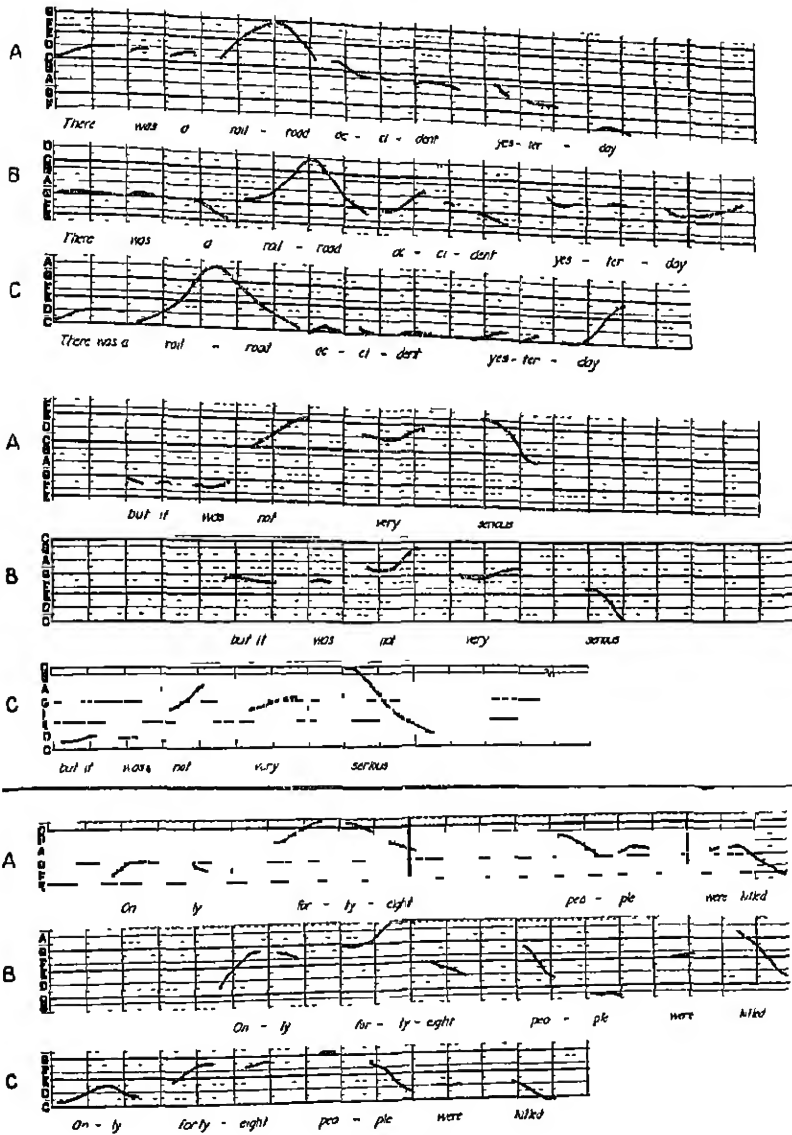 A
There was a rail - road ac - ci - dent yes - ter - day
B
There was a rail - road ac - ci - dent yes - ter - day
C
There was a rail - road ac - ci - dent yes - ter - day
A
but it was not very serious
B
but it was not very serious
C
but it was not very serious
A
On ly for - ty - eight peo - ple were killed
B
On - ly for - ty - eight peo - ple were killed
C
On - ly forty - eight peo - ple were killed